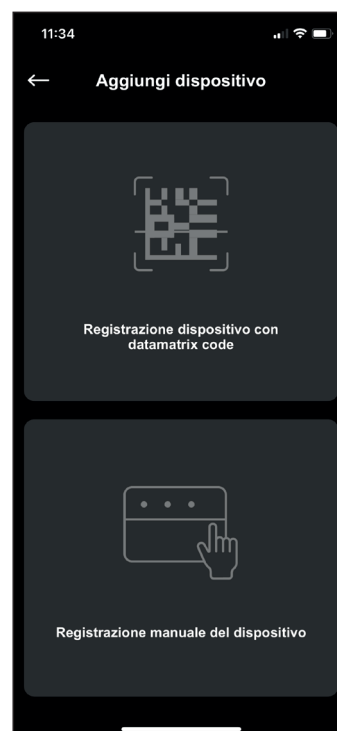 11:34
Aggiungi dispositivo
Registrazione dispositivo con
datamatrix code
Registrazione manuale del dispositivo